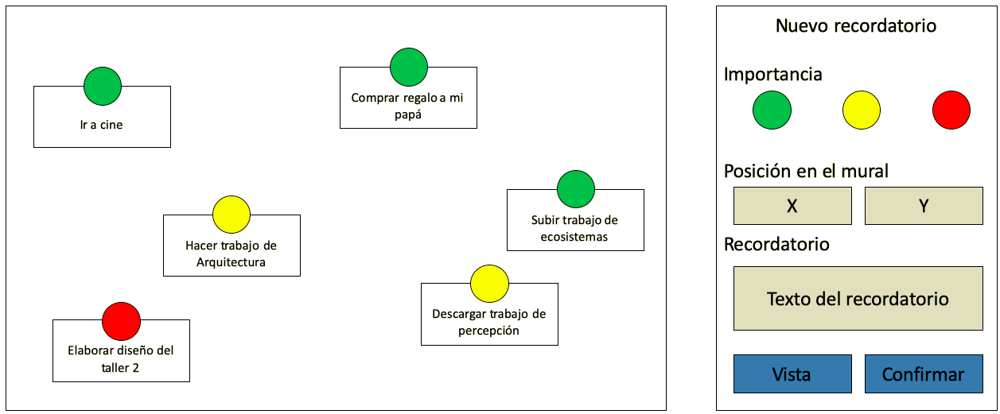 Ir a cine
Comprar regalo a mi
papá
Subir trabajo de
ecosistemas
Hacer trabajo de
Arquitectura
Descargar trabajo de
percepción
Elaborar diseño del
taller 2
Nuevo recordatorio
Importancia
Posición en el mural
X
Y
Recordatorio
Texto del recordatorio
Vista
Confirmar